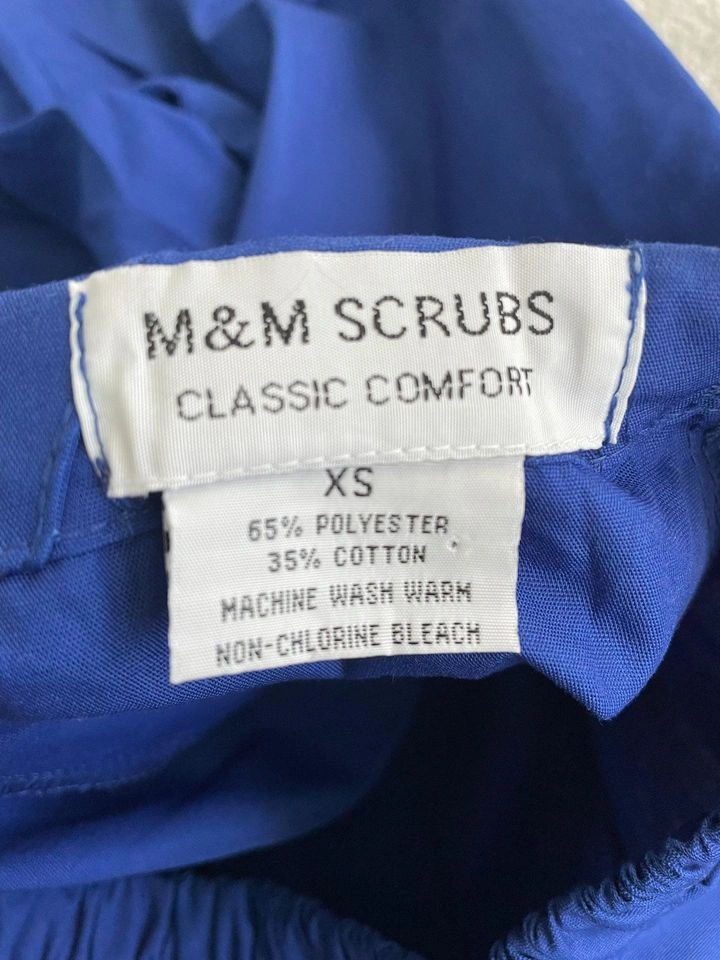 M&M SCRUBS
CLASSIC COMFORT
XS
65% POLYESTER
35% COTTON
MACHINE WASH WARM
NON-CHLORINE BLEACH